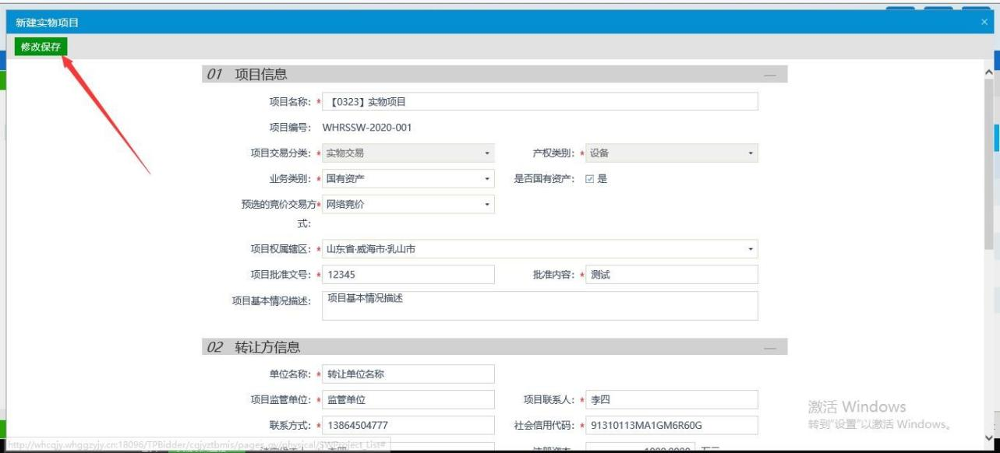 新建实物项目
×
修改保存
01 项目信息 —
项目名称: * 【0323】实物项目
项目编号: WHRSSW-2020-001
项目交易分类: * 实物交易 产权类别: * 设备
业务类别: * 国有资产 是否国有资产: 是
预选的竞价交易方* 网络竞价
式:
项目权属辖区: * 山东省·威海市·乳山市
项目批准文号: * 12345 批准内容: * 测试
项目基本情况描述: 项目基本情况描述
02 转让方信息 —
单位名称: * 转让单位名称
项目监管单位: * 监管单位 项目联系人: * 李四
联系方式: * 13864504777 社会信用代码: * 91310113MA1GM6R60G
激活 Windows
转到"设置"以激活 Windows。
http://whcqjy.whggzyjy.cn:18096/TPBidder/cqjyztbmis/pages_gy/physical/SWProject_List#